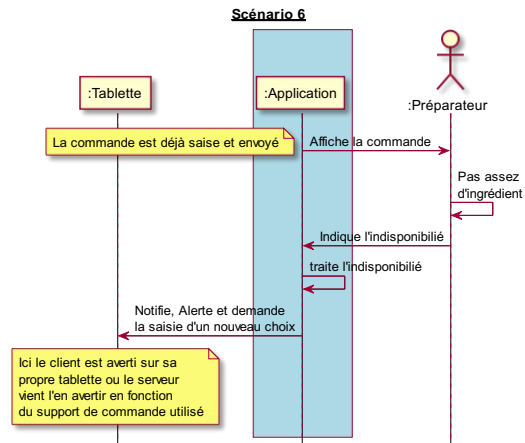 Scénario 6
:Tablette
:Application
:Préparateur
La commande est déjà saise et envoyé
Affiche la commande
Pas assez
d'ingrédient
Indique l'indisponibilié
traite l'indisponibilié
Notifie, Alerte et demande
la saisie d'un nouveau choix
Ici le client est averti sur sa
propre tablette ou le serveur
vient l'en avertir en fonction
du support de commande utilisé